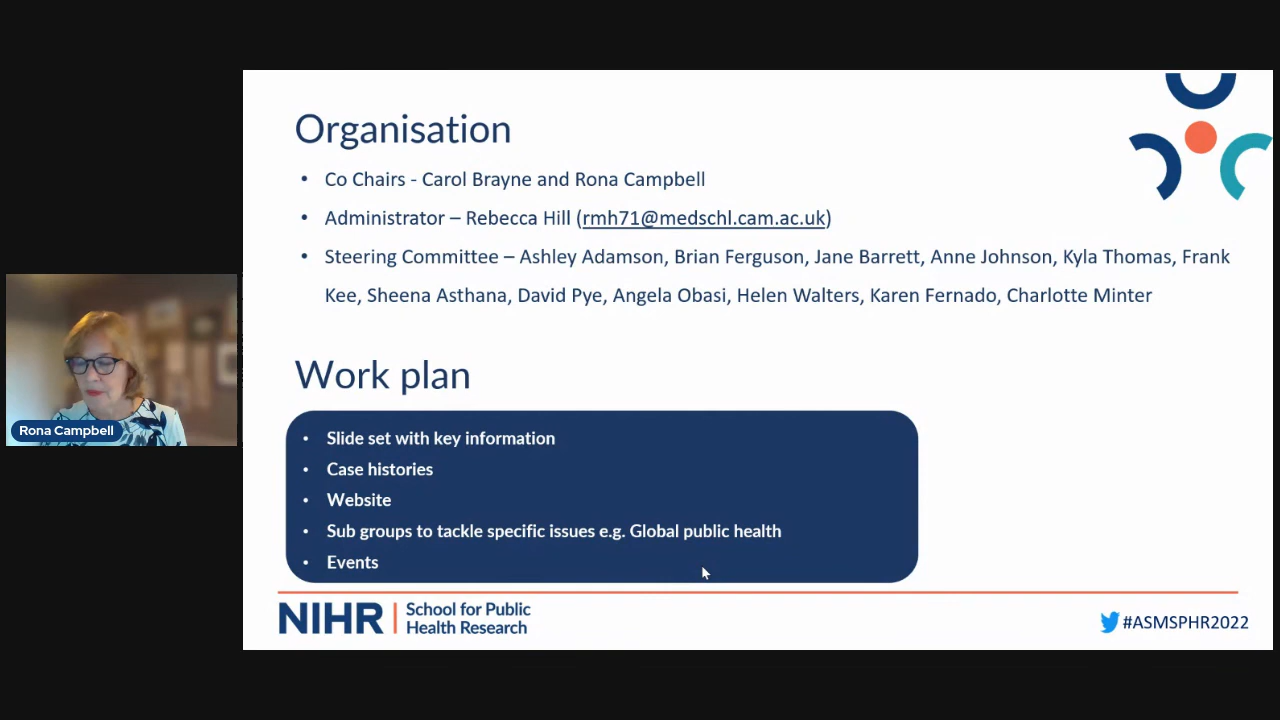 Organisation
• Co Chairs - Carol Brayne and Rona Campbell
• Administrator – Rebecca Hill (rmh71@medschl.cam.ac.uk)
• Steering Committee – Ashley Adamson, Brian Ferguson, Jane Barrett, Anne Johnson, Kyla Thomas, Frank
Kee, Sheena Asthana, David Pye, Angela Obasi, Helen Walters, Karen Fernado, Charlotte Minter
Work plan
Rona Campbell
• Slide set with key information
• Case histories
• Website
• Sub groups to tackle specific issues e.g. Global public health
• Events
NIHR | School for Public
Health Research
#ASMSPHR2022